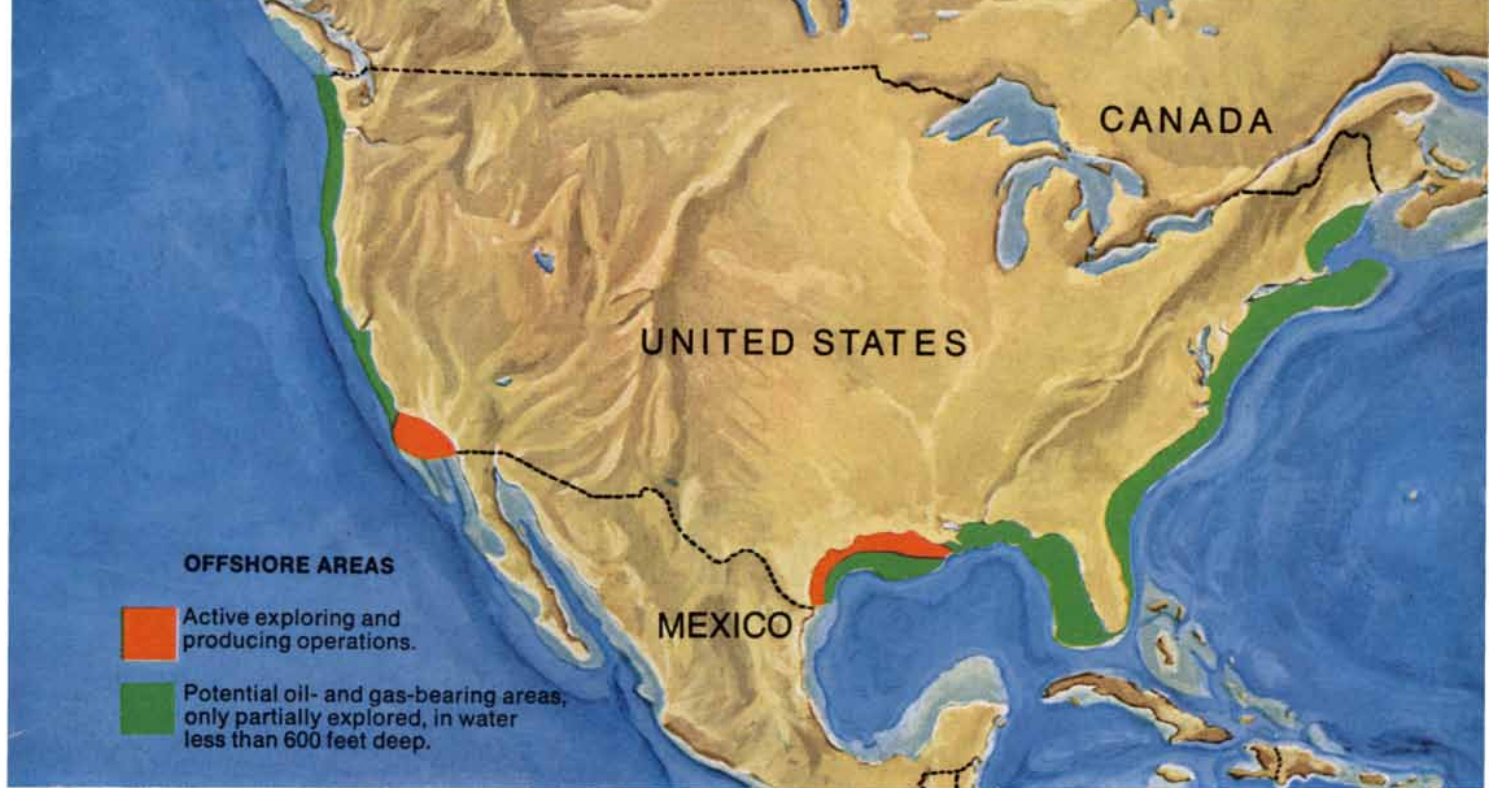 CANADA
UNITED STATES
MEXICO
OFFSHORE AREAS
Active exploring and
producing operations.
Potential oil- and gas-bearing areas,
only partially explored, in water
less than 600 feet deep.